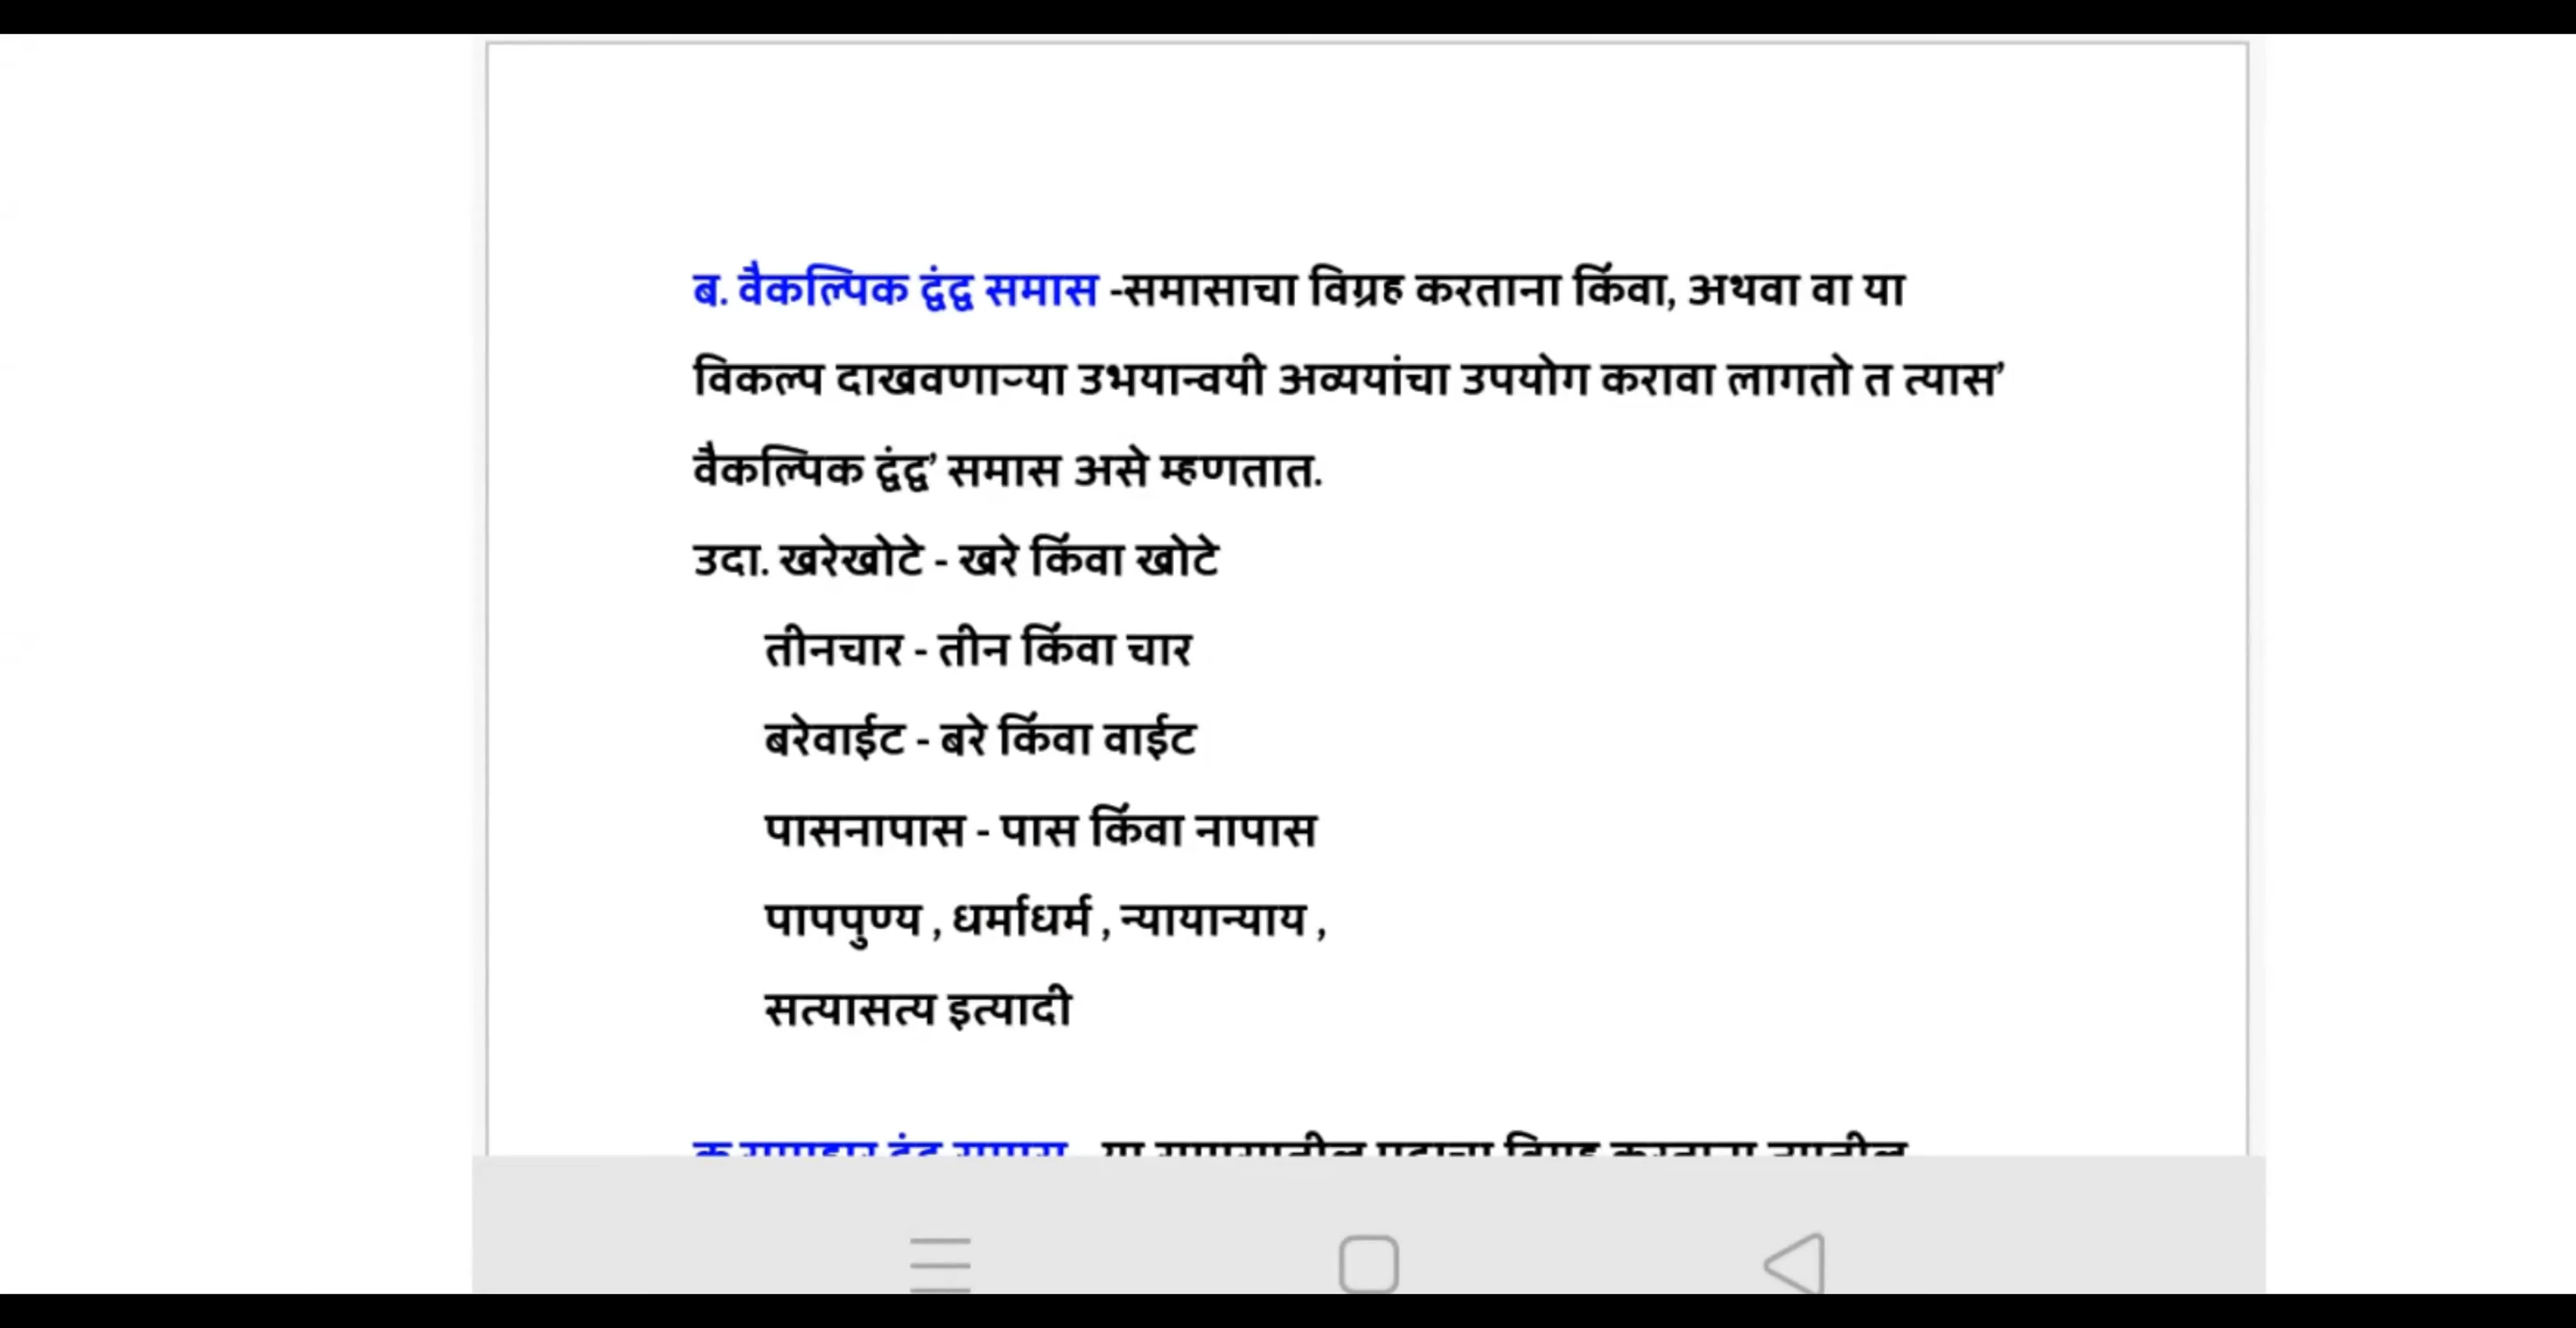 ब. वैकल्पिक द्वंद्व समास -समासाचा विग्रह करताना किंवा, अथवा वा या
विकल्प दाखवणाऱ्या उभयान्वयी अव्ययांचा उपयोग करावा लागतो त त्यास’
वैकल्पिक द्वंद्व’ समास असे म्हणतात.
उदा. खरेखोटे - खरे किंवा खोटे
तीनचार - तीन किंवा चार
बरेवाईट - बरे किंवा वाईट
पासनापास - पास किंवा नापास
पापपुण्य , धर्माधर्म , न्यायान्याय ,
सत्यासत्य इत्यादी